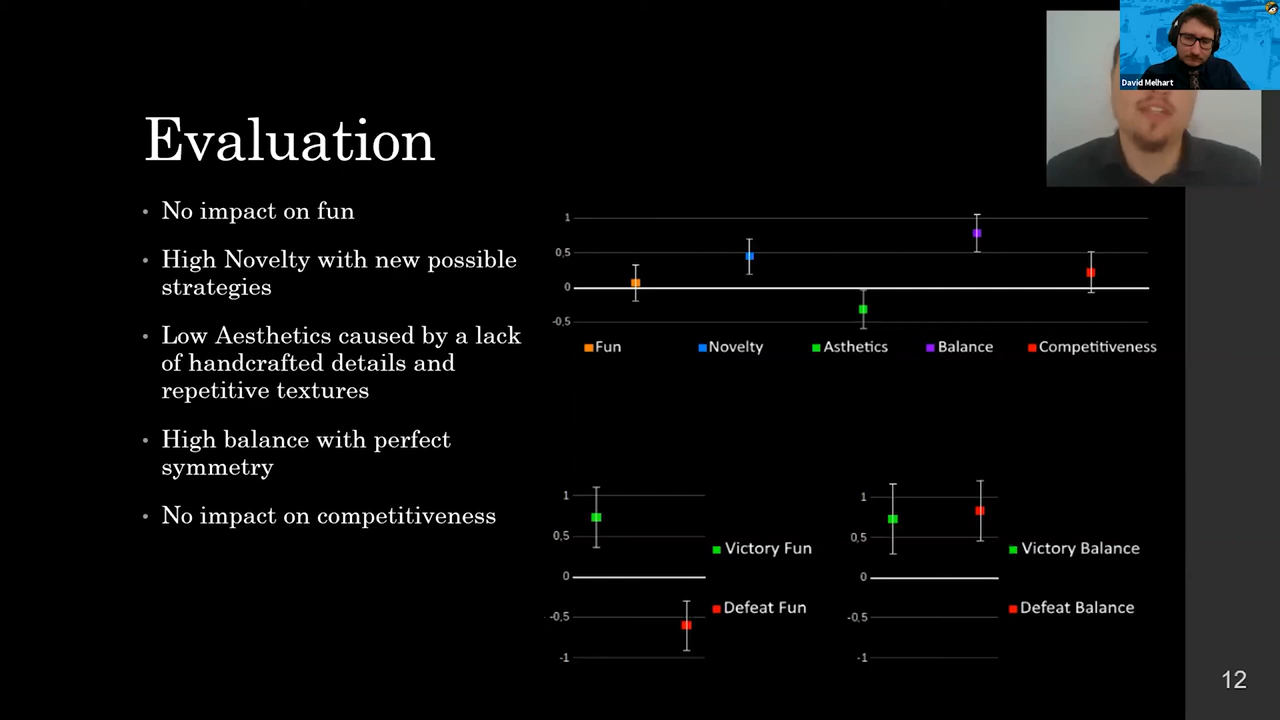 David Melhart
Evaluation
• No impact on fun
• High Novelty with new possible
strategies
• Low Aesthetics caused by a lack
of handcrafted details and
repetitive textures
• High balance with perfect
symmetry
• No impact on competitiveness
1
0,5
0
-0,5
Fun Novelty Asthetics Balance Competitiveness
1
0,5
0
-0,5
-1
Victory Fun
Defeat Fun
1
0,5
0
-0,5
-1
Victory Balance
Defeat Balance
12